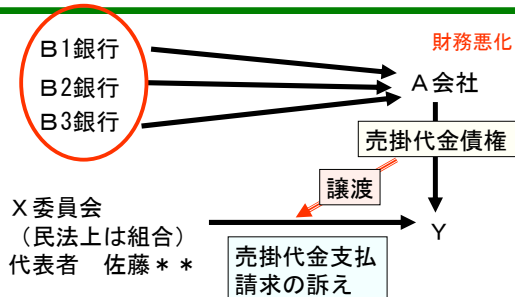 B1銀行
B2銀行
B3銀行
財務悪化
A会社
売掛代金債権
譲渡
X委員会
(民法上は組合)
代表者 佐藤**
Y
売掛代金支払
請求の訴え